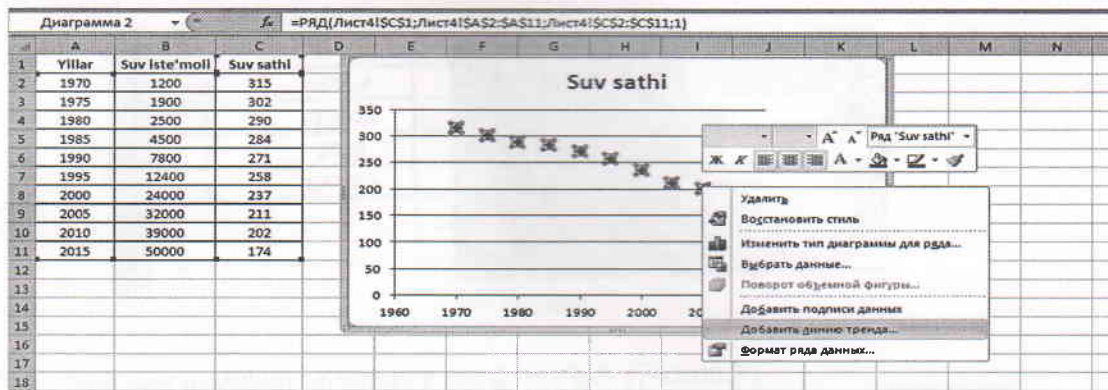 Диаграмма 2 fx =РЯД(Лист4!$C$1;Лист4!$A$2:$A$11;Лист4!$C$2:$C$11;1)
A B C D E F G H I J K L M N
1 Yillar Suv iste'moli Suv sathi
2 1970 1200 315
3 1975 1900 302
4 1980 2500 290
5 1985 4500 284
6 1990 7800 271
7 1995 12400 258
8 2000 24000 237
9 2005 32000 211
10 2010 39000 202
11 2015 50000 174
12
13
14
15
16
17
18
Suv sathi
350
300
250
200
150
100
50
0
1960 1970 1980 1990 2000 20
A A Ряд "Suv sathi"
Ж К A
Удалить
Восстановить стиль
Изменить тип диаграммы для ряда...
Выбрать данные...
Поворот объемной фигуры...
Добавить подписи данных
Добавить линию тренда...
Формат ряда данных...